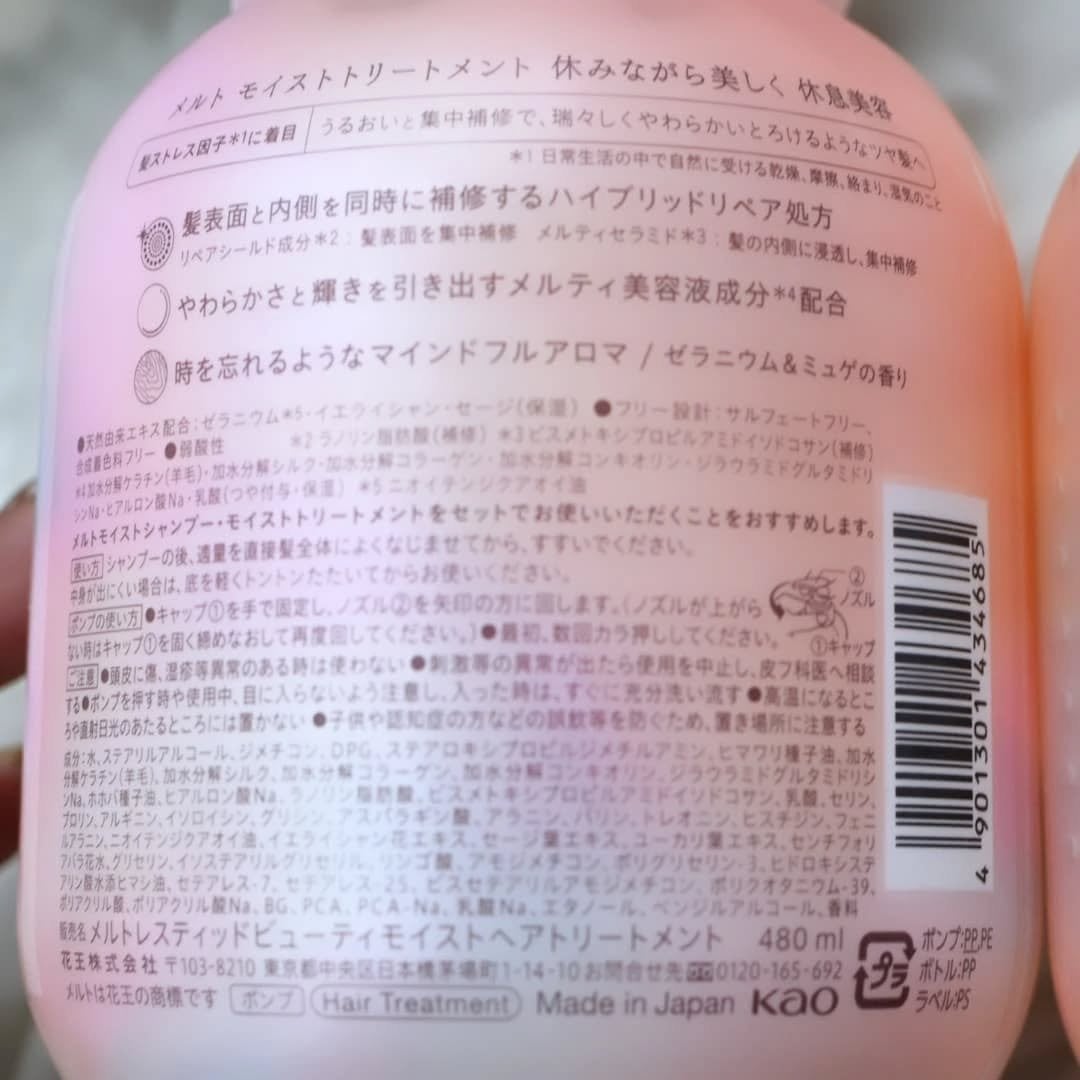 メルト モイストトリートメント 休みながら美しく 休息美容
髪ストレス因子*1に着目 うるおいと集中補修で、瑞々しくやわらかいとろけるようなツヤ髪へ
*1 日常生活の中で自然に受ける乾燥、摩擦、絡まり、湿気のこと
髪表面と内側を同時に補修するハイブリッドリペア処方
リペアシールド成分*2：髪表面を集中補修 メルティセラミド*3：髪の内側に浸透し、集中補修
やわらかさと輝きを引き出すメルティ美容液成分*4配合
時を忘れるようなマインドフルアロマ / ゼラニウム＆ミュゲの香り
●天然由来エキス配合：ゼラニウム*5・イエライシャン・セージ（保湿） ●フリー設計：サルフェートフリー、
合成着色料フリー ●弱酸性 *2 ラノリン脂肪酸（補修） *3 ビスメトキシプロピルアミドイソドコサン（補修）
*4 加水分解ケラチン（羊毛）・加水分解シルク・加水分解コラーゲン・加水分解コンキオリン・ジラウラミドグルタミドリ
シンNa・ヒアルロン酸Na・乳酸（つや付与・保湿） *5 ニオイテンジクアオイ油
メルトモイストシャンプー・モイストトリートメントをセットでお使いいただくことをおすすめします。
使い方 シャンプーの後、適量を直接髪全体によくなじませてから、すすいでください。
中身が出にくい場合は、底を軽くトントンたたいてからお使いください。
ポンプの使い方 ●キャップ①を手で固定し、ノズル②を矢印の方に回します。（ノズルが上がら
ない時はキャップ①を固く締めなおして再度回してください。）●最初、数回カラ押ししてください。
②ノズル
①キャップ
ご注意 ●頭皮に傷、湿疹等異常のある時は使わない ●刺激等の異常が出たら使用を中止し、皮フ科医へ相談
する●ポンプを押す時や使用中、目に入らないよう注意し、入った時は、すぐに充分洗い流す ●高温になるとこ
ろや直射日光のあたるところには置かない ●子供や認知症の方などの誤飲等を防ぐため、置き場所に注意する
成分：水、ステアリルアルコール、ジメチコン、DPG、ステアロキシプロピルジメチルアミン、ヒマワリ種子油、加水
分解ケラチン（羊毛）、加水分解シルク、加水分解コラーゲン、加水分解コンキオリン、ジラウラミドグルタミドリシ
ンNa、ホホバ種子油、ヒアルロン酸Na、ラノリン脂肪酸、ビスメトキシプロピルアミドイソドコサン、乳酸、セリン、
プロリン、アルギニン、イソロイシン、グリシン、アスパラギン酸、アラニン、バリン、トレオニン、ヒスチジン、フェニ
ルアラニン、ニオイテンジクアオイ油、イエライシャン花エキス、セージ葉エキス、ユーカリ葉エキス、センチフォリ
アバラ花水、グリセリン、イソステアリルグリセリル、リンゴ酸、アモジメチコン、ポリグリセリン-3、ヒドロキシステ
アリン酸水添ヒマシ油、セテアレス-7、セテアレス-25、ビスセテアリルアモジメチコン、ポリクオタニウム-39、
ポリアクリル酸、ポリアクリル酸Na、BG、PCA、PCA-Na、乳酸Na、エタノール、ベンジルアルコール、香料
販売名 メルトレスティッドビューティモイストヘアトリートメント 480 ml
花王株式会社 〒103-8210 東京都中央区日本橋茅場町1-14-10 お問合せ先 0120-165-692
メルトは花王の商標です ポンプ Hair Treatment Made in Japan Kao
プラ
ポンプ:PP,PE
ボトル:PP
ラベル:PS
4 901301 434685